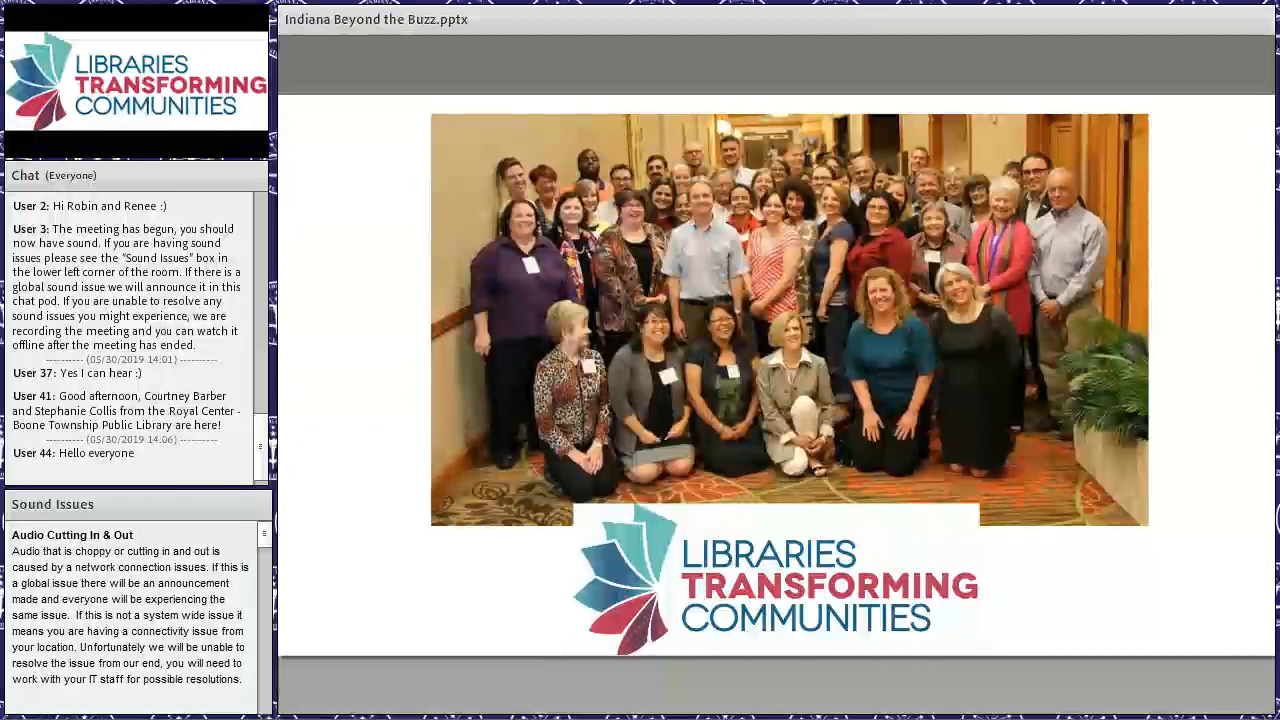 Indiana Beyond the Buzz.pptx
LIBRARIES
TRANSFORMING
COMMUNITIES
Chat (Everyone)
User 2: Hi Robin and Renee :)
User 3: The meeting has begun, you should
now have sound. If you are having sound
issues please see the "Sound Issues" box in
the lower left corner of the room. If there is a
global sound issue we will announce it in this
chat pod. If you are unable to resolve any
sound issues you might experience, we are
recording the meeting and you can watch it
offline after the meeting has ended.
---------- (05/30/2019 14:01) ----------
User 37: Yes I can hear :)
User 41: Good afternoon, Courtney Barber
and Stephanie Collis from the Royal Center -
Boone Township Public Library are here!
---------- (05/30/2019 14:06) ----------
User 44: Hello everyone
Sound Issues
Audio Cutting In & Out
Audio that is choppy or cutting in and out is
caused by a network connection issues. If this is
a global issue there will be an announcement
made and everyone will be experiencing the
same issue. If this is not a system wide issue it
means you are having a connectivity issue from
your location. Unfortunately we will be unable to
resolve the issue from our end, you will need to
work with your IT staff for possible resolutions.
LIBRARIES
TRANSFORMING
COMMUNITIES